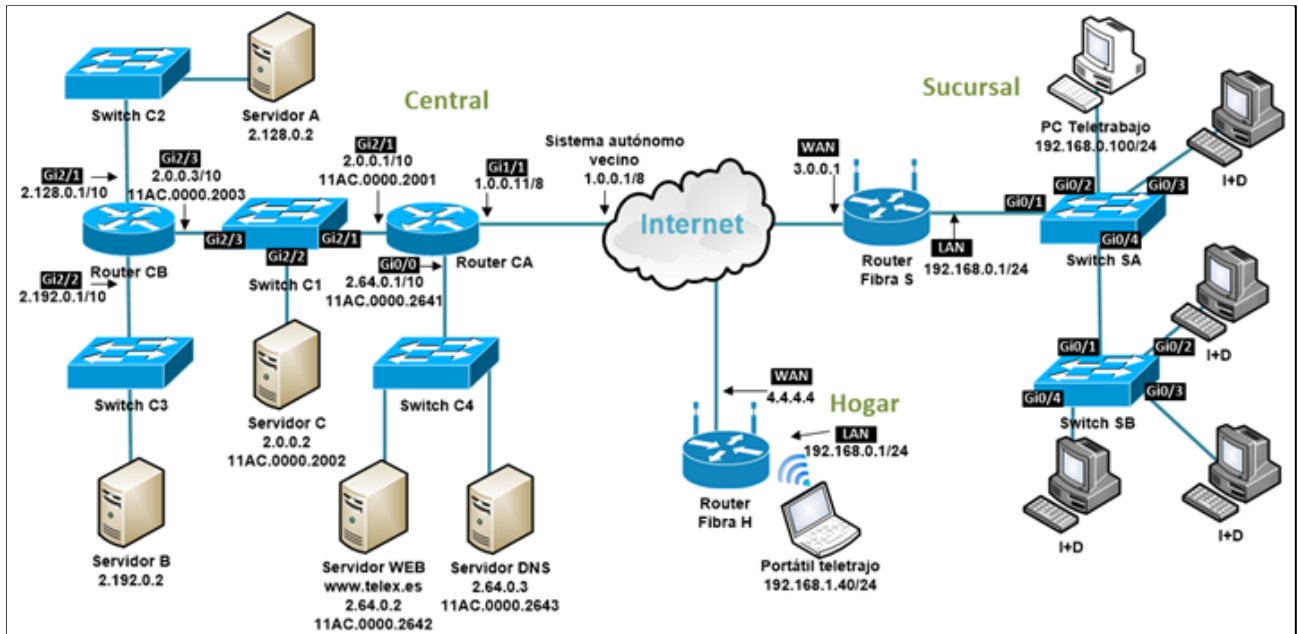 Switch C2
Servidor A
2.128.0.2
Central
Gi2/1
2.128.0.1/10
Gi2/3
2.0.0.3/10
11AC.0000.2003
Gi2/1
2.0.0.1/10
11AC.0000.2001
Gi1/1
1.0.0.11/8
Sistema autónomo
vecino
1.0.0.1/8
Internet
Router CB
Gi2/3
Gi2/1
Gi2/2
Switch C1
Router CA
Gi2/2
2.192.0.1/10
Gi0/0
2.64.0.1/10
11AC.0000.2641
Switch C3
Servidor B
2.192.0.2
Servidor C
2.0.0.2
11AC.0000.2002
Switch C4
Servidor WEB
www.telex.es
2.64.0.2
11AC.0000.2642
Servidor DNS
2.64.0.3
11AC.0000.2643
Sucursal
WAN
3.0.0.1
Router
Fibra S
LAN
192.168.0.1/24
PC Teletrabajo
192.168.0.100/24
Gi0/1
Gi0/2
Gi0/3
Gi0/4
Switch SA
I+D
Gi0/1
Gi0/2
Gi0/3
Gi0/4
Switch SB
I+D
I+D
I+D
WAN
4.4.4.4
Hogar
LAN
192.168.0.1/24
Router
Fibra H
Portátil teletrajo
192.168.1.40/24